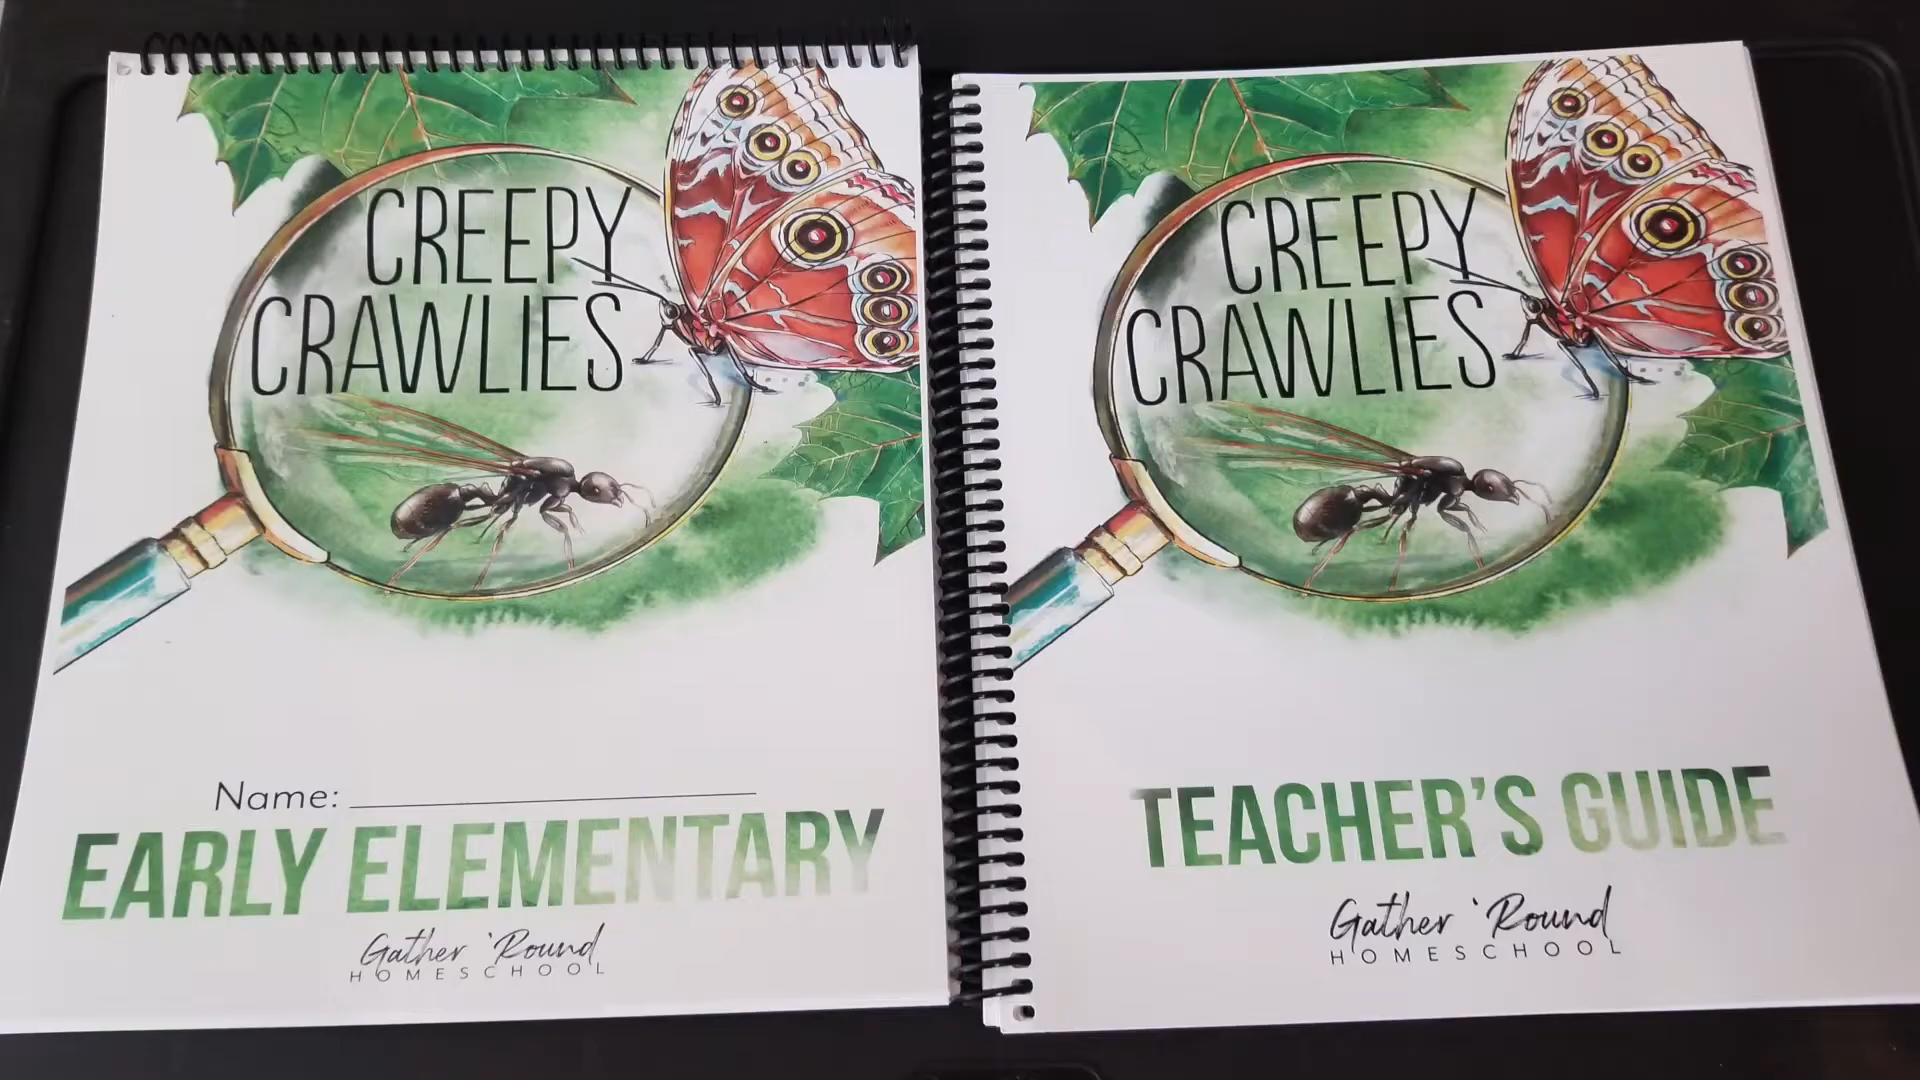 CREEPY
CRAWLIES
Name:
EARLY ELEMENTARY
Gather 'Round
HOMESCHOOL
CREEPY
CRAWLIES
TEACHER'S GUIDE
Gather 'Round
HOMESCHOOL